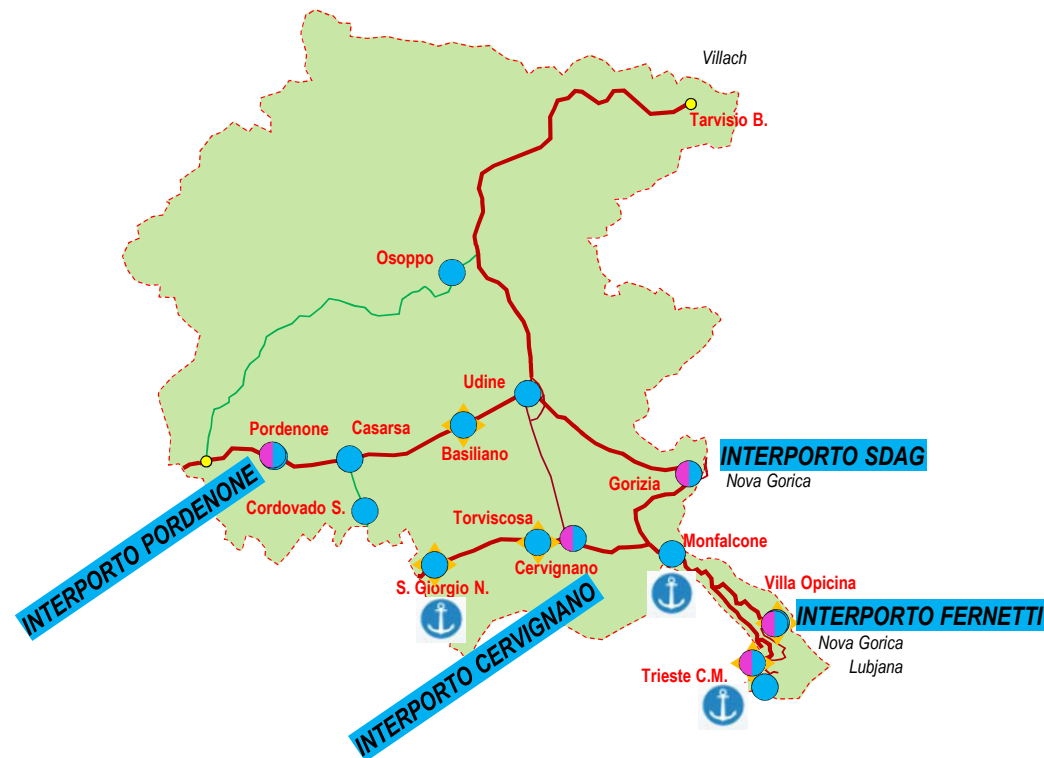 Villach
Tarvisio B.
Osoppo
Udine
Pordenone
Casarsa
Basiliano
INTERPORTO SDAG
Nova Gorica
Gorizia
INTERPORTO PORDENONE
Cordovado S.
Torviscosa
Monfalcone
Cervignano
S. Giorgio N.
Villa Opicina
INTERPORTO CERVIGNANO
INTERPORTO FERNETTI
Nova Gorica
Lubjana
Trieste C.M.